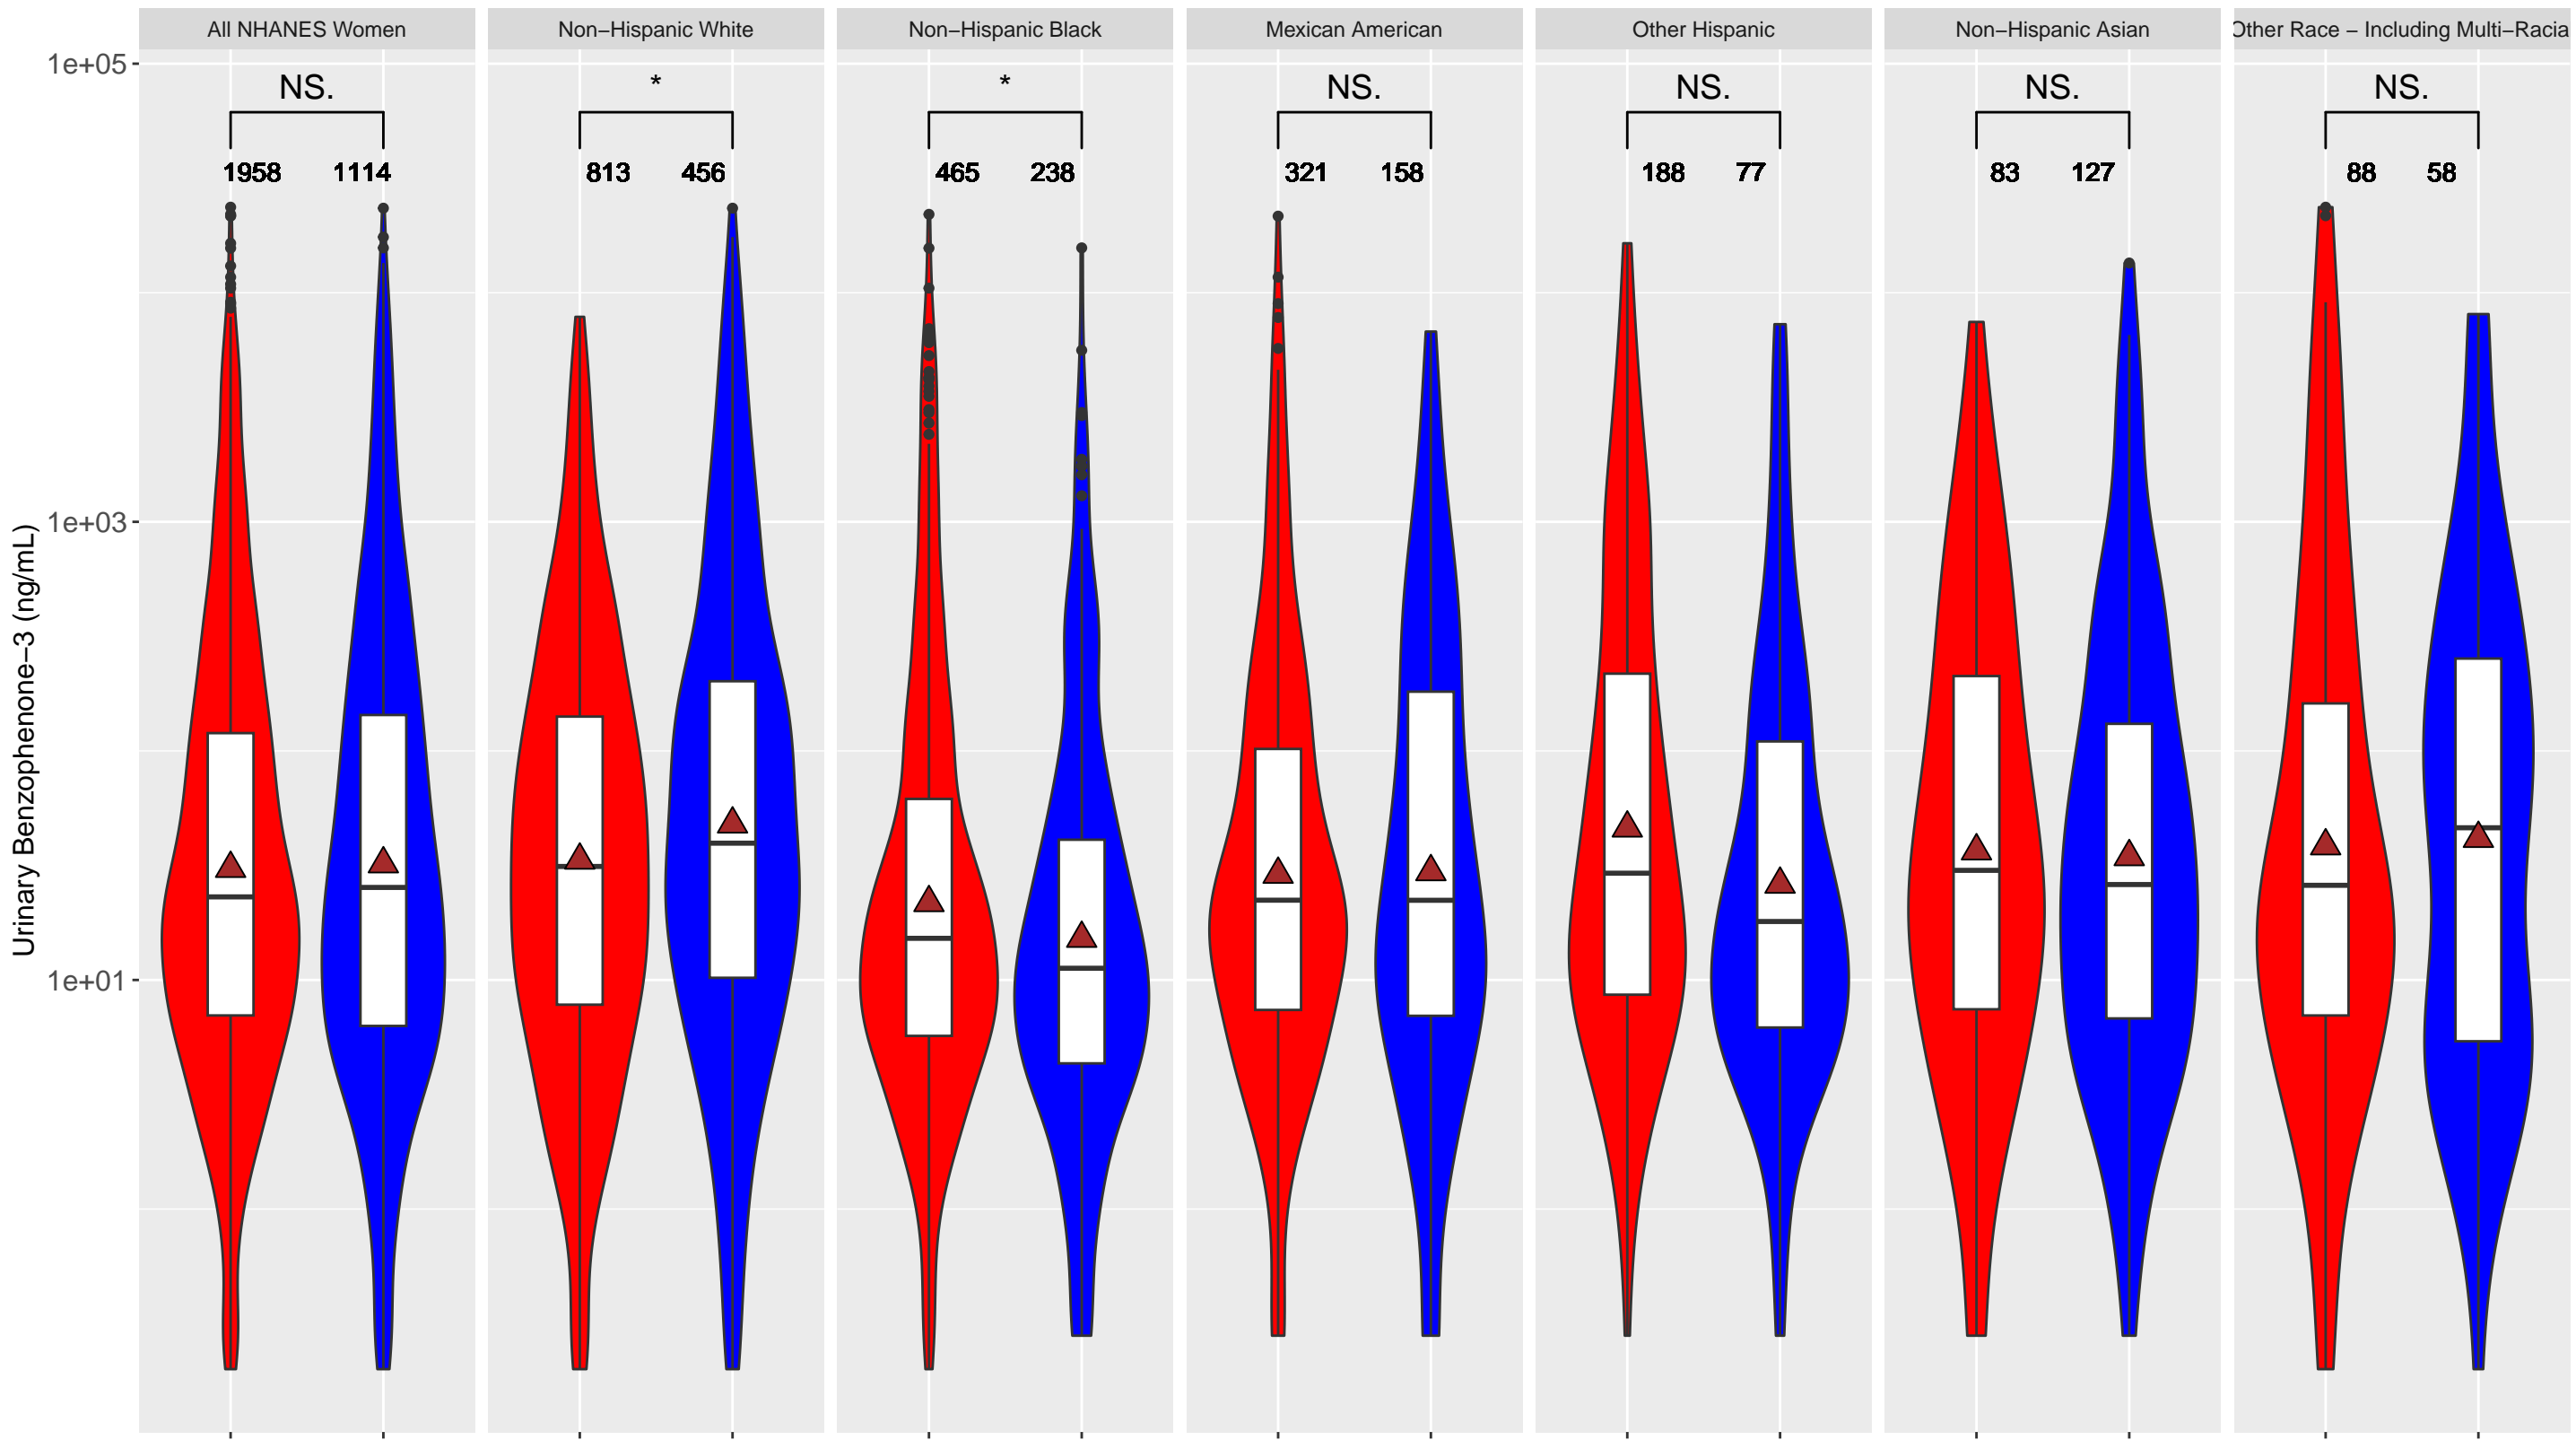 All NHANES Women
Non−Hispanic White
Non−Hispanic Black
Mexican American
Other Hispanic
Non−Hispanic Asian
Other Race − Including Multi−Racia
1e+05
NS.
*
*
NS.
NS.
NS.
NS.
1958 1114
813 456
465 238
321 158
188 77
83 127
88 58
1e+03
Urinary Benzophenone−3 (ng/mL)
1e+01